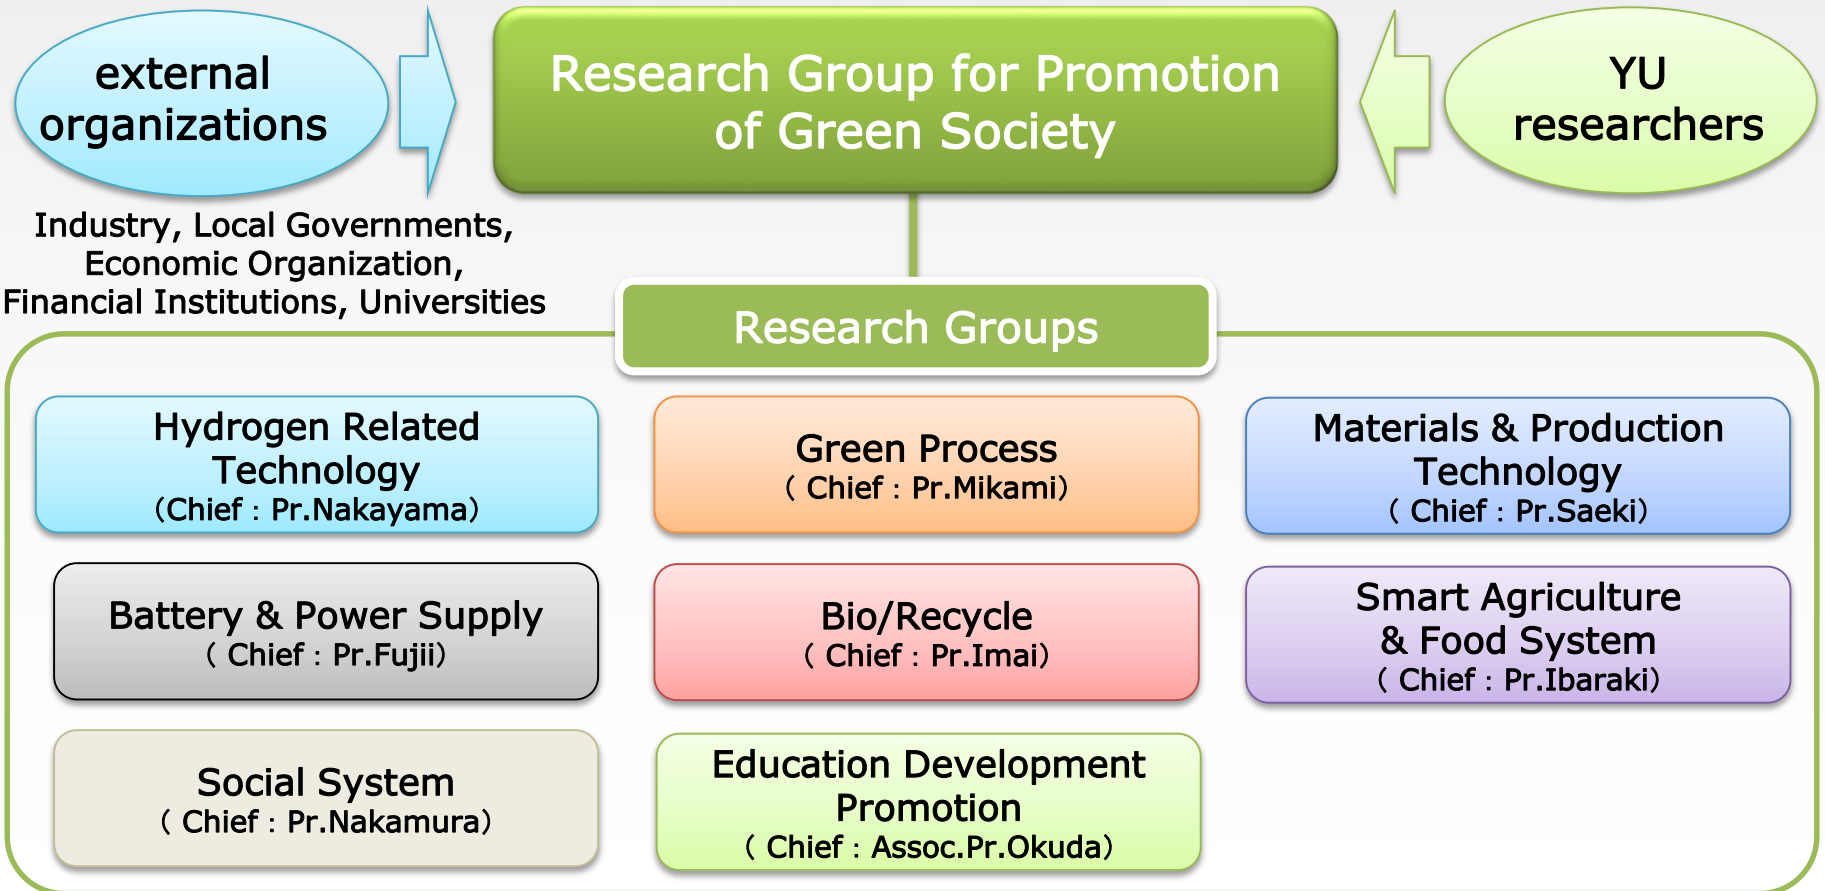 external
organizations
Research Group for Promotion
of Green Society
YU
researchers
Industry, Local Governments,
Economic Organization,
Financial Institutions, Universities
Research Groups
Hydrogen Related
Technology
（Chief：Pr.Nakayama）
Green Process
（ Chief：Pr.Mikami）
Materials & Production
Technology
（ Chief：Pr.Saeki）
Battery & Power Supply
（ Chief：Pr.Fujii）
Bio/Recycle
（ Chief：Pr.Imai）
Smart Agriculture
& Food System
（ Chief：Pr.Ibaraki）
Social System
（ Chief：Pr.Nakamura）
Education Development
Promotion
（ Chief：Assoc.Pr.Okuda）